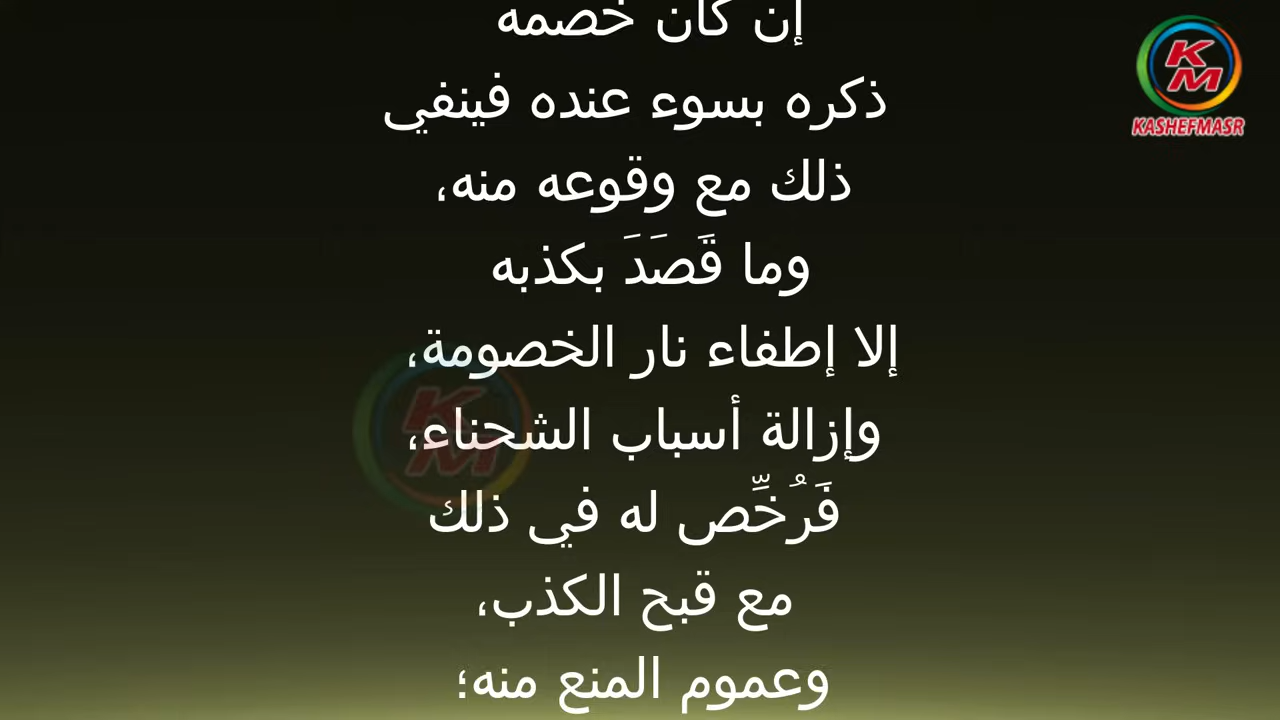 إن كان خصمه
ذكره بسوء عنده فينفي
ذلك مع وقوعه منه،
وما قَصَدَ بكذبه
إلا إطفاء نار الخصومة،
وإزالة أسباب الشحناء،
فَرُخِّص له في ذلك
مع قبح الكذب،
وعموم المنع منه؛
KM
KASHEFMASR
KM